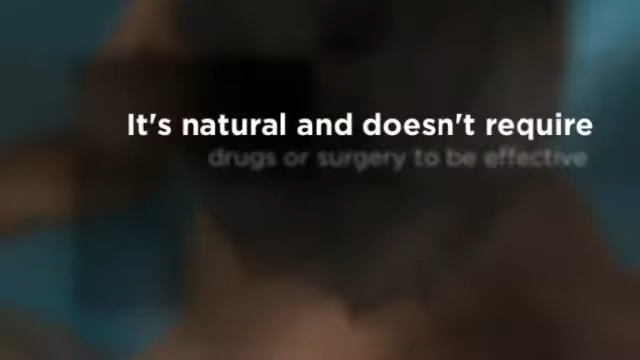 It's natural and doesn't require
drugs or surgery to be effective